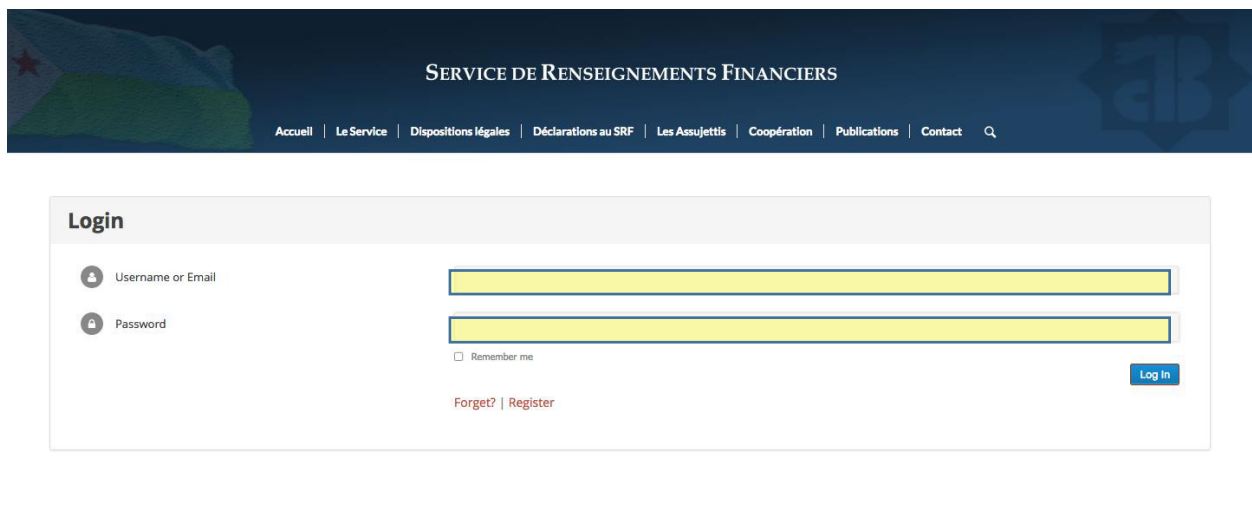 SERVICE DE RENSEIGNEMENTS FINANCIERS
Accueil | Le Service | Dispositions légales | Déclarations au SRF | Les Assujettis | Coopération | Publications | Contact
Login
Username or Email
Password
Remember me
Log In
Forget? | Register